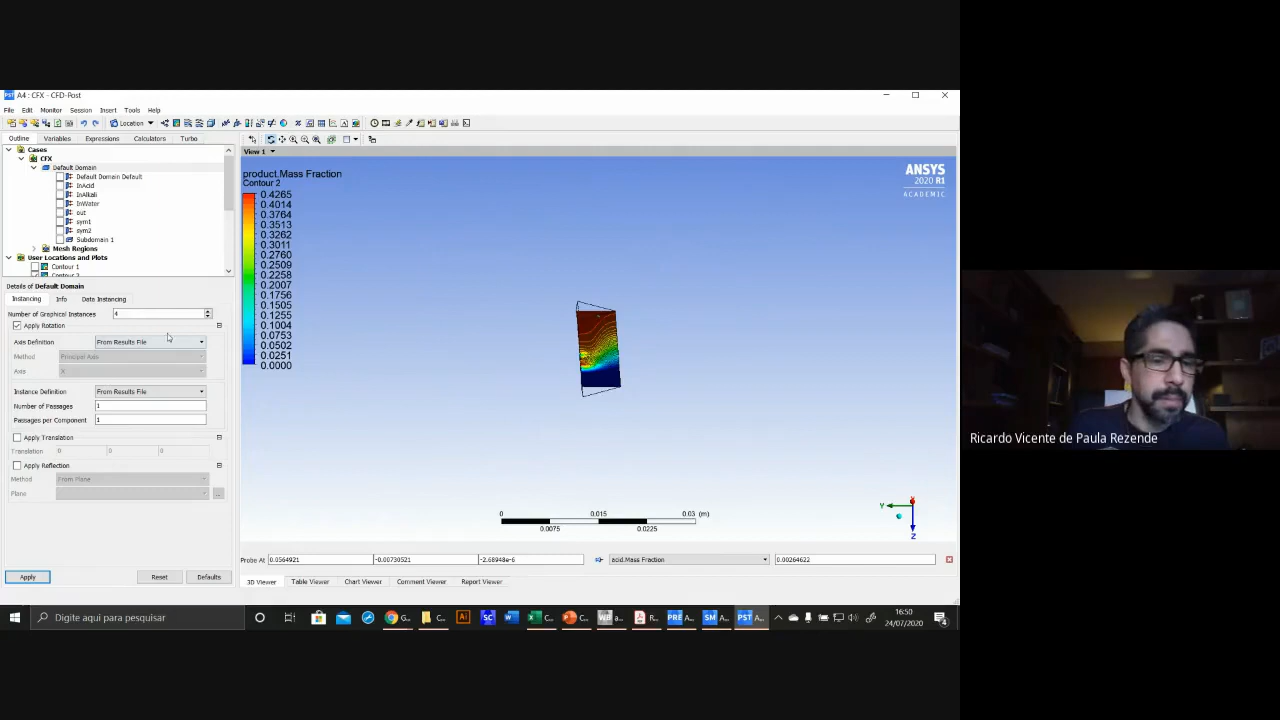 A4 : CFX - CFD-Post
File Edit Monitor Session Insert Tools Help
Location
Outline Variables Expressions Calculators Turbo
Cases
CFX
Default Domain
Default Domain Default
InAcid
InAlkali
InWater
out
sym1
sym2
Subdomain 1
Mesh Regions
User Locations and Plots
Contour 1
Details of Default Domain
Instancing Info Data Instancing
Number of Graphical Instances 4
Apply Rotation
Axis Definition From Results File
Method Principal Axis
Axis X
Instance Definition From Results File
Number of Passages 1
Passages per Component 1
Apply Translation
Translation 0 0 0
Apply Reflection
Method From Plane
Plane ...
Apply Reset Defaults
View 1
product.Mass Fraction
Contour 2
0.4265
0.4014
0.3764
0.3513
0.3262
0.3011
0.2760
0.2509
0.2258
0.2007
0.1756
0.1505
0.1255
0.1004
0.0753
0.0502
0.0251
0.0000
ANSYS
2020 R1
ACADEMIC
0 0.015 0.03 (m)
0.0075 0.0225
X
Y
Z
Probe At 0.0564921 -0.00730521 -2.68948e-6 acid.Mass Fraction 0.00264622
3D Viewer Table Viewer Chart Viewer Comment Viewer Report Viewer
Digite aqui para pesquisar
G... C... C... C... a... R... A... A... A...
16:50
24/07/2020
Ricardo Vicente de Paula Rezende